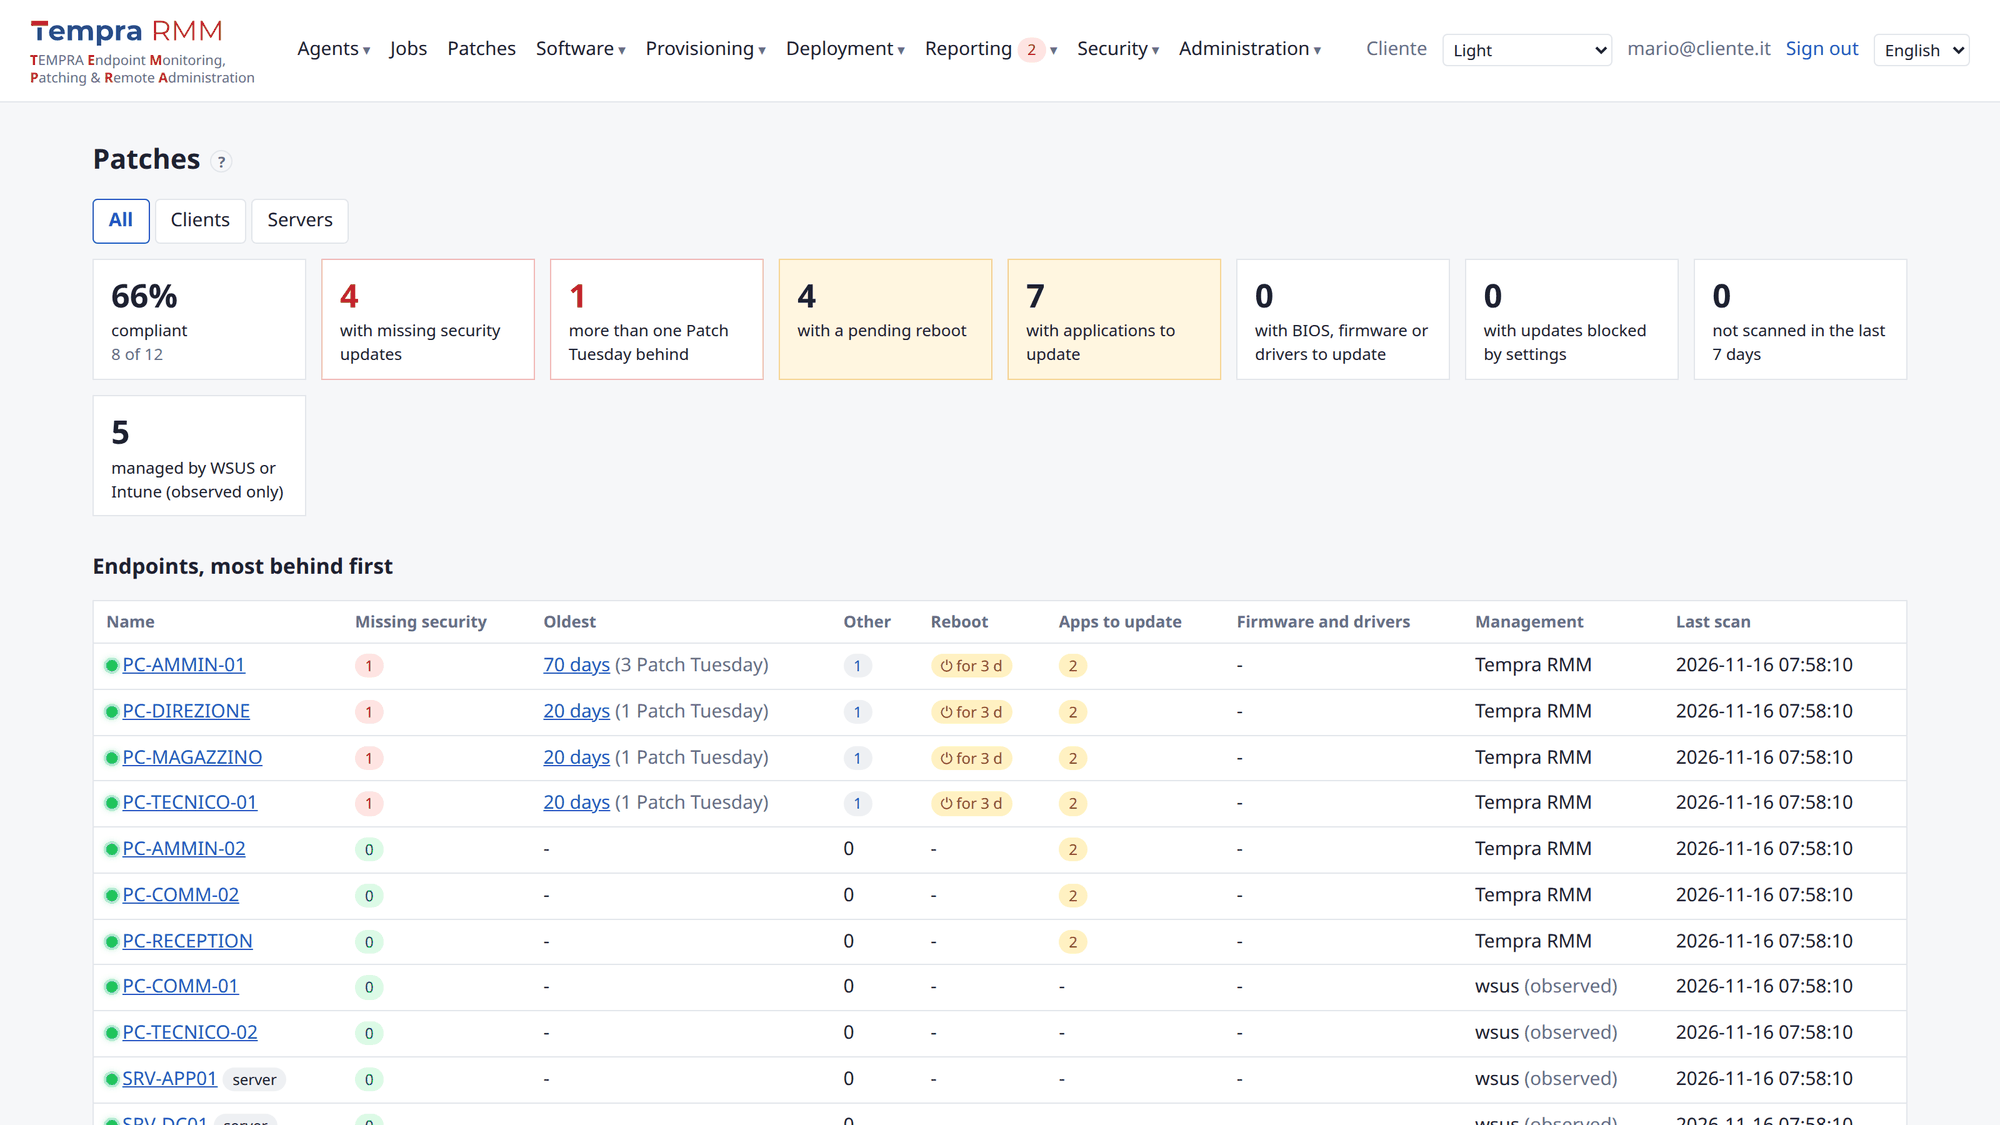 Tempra RMM
TEMPRA Endpoint Monitoring,
Patching & Remote Administration
Agents ▾ Jobs Patches Software ▾ Provisioning ▾ Deployment ▾ Reporting 2 ▾ Security ▾ Administration ▾ Cliente Light mario@cliente.it Sign out English
Patches ?
All Clients Servers
66%
compliant
8 of 12
4
with missing security
updates
1
more than one Patch
Tuesday behind
4
with a pending reboot
7
with applications to
update
0
with BIOS, firmware or
drivers to update
0
with updates blocked
by settings
0
not scanned in the last
7 days
5
managed by WSUS or
Intune (observed only)
Endpoints, most behind first
Name Missing security Oldest Other Reboot Apps to update Firmware and drivers Management Last scan
PC-AMMIN-01 1 70 days (3 Patch Tuesday) 1 ⏻ for 3 d 2 - Tempra RMM 2026-11-16 07:58:10
PC-DIREZIONE 1 20 days (1 Patch Tuesday) 1 ⏻ for 3 d 2 - Tempra RMM 2026-11-16 07:58:10
PC-MAGAZZINO 1 20 days (1 Patch Tuesday) 1 ⏻ for 3 d 2 - Tempra RMM 2026-11-16 07:58:10
PC-TECNICO-01 1 20 days (1 Patch Tuesday) 1 ⏻ for 3 d 2 - Tempra RMM 2026-11-16 07:58:10
PC-AMMIN-02 0 - 0 - 2 - Tempra RMM 2026-11-16 07:58:10
PC-COMM-02 0 - 0 - 2 - Tempra RMM 2026-11-16 07:58:10
PC-RECEPTION 0 - 0 - 2 - Tempra RMM 2026-11-16 07:58:10
PC-COMM-01 0 - 0 - - - wsus (observed) 2026-11-16 07:58:10
PC-TECNICO-02 0 - 0 - - - wsus (observed) 2026-11-16 07:58:10
SRV-APP01 server 0 - 0 - - - wsus (observed) 2026-11-16 07:58:10
SRV-DC01 server 0 0 wsus (observed) 2026-11-16 07:58:10